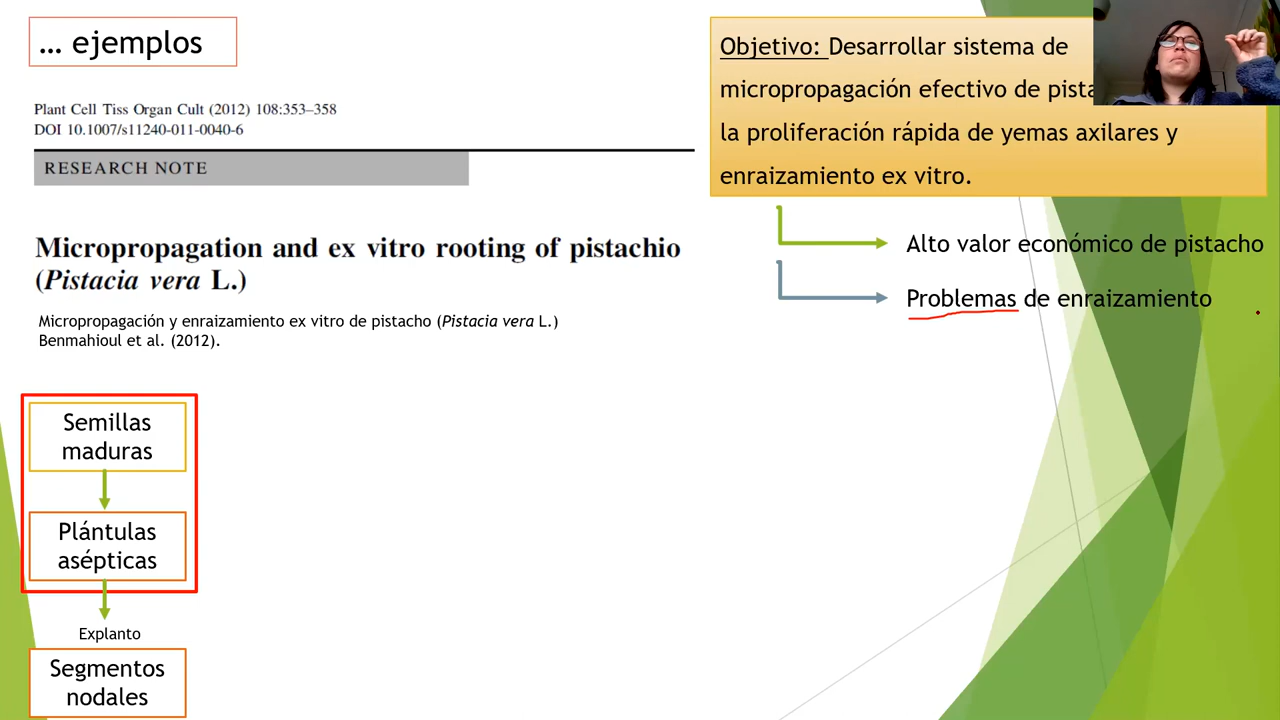 ... ejemplos
Plant Cell Tiss Organ Cult (2012) 108:353–358
DOI 10.1007/s11240-011-0040-6
RESEARCH NOTE
Micropropagation and ex vitro rooting of pistachio
(Pistacia vera L.)
Micropropagación y enraizamiento ex vitro de pistacho (Pistacia vera L.)
Benmahioul et al. (2012).
Semillas
maduras
Plántulas
asépticas
Explanto
Segmentos
nodales
Objetivo: Desarrollar sistema de
micropropagación efectivo de
la proliferación rápida de yemas axilares y
enraizamiento ex vitro.
Alto valor económico de pistacho
Problemas de enraizamiento